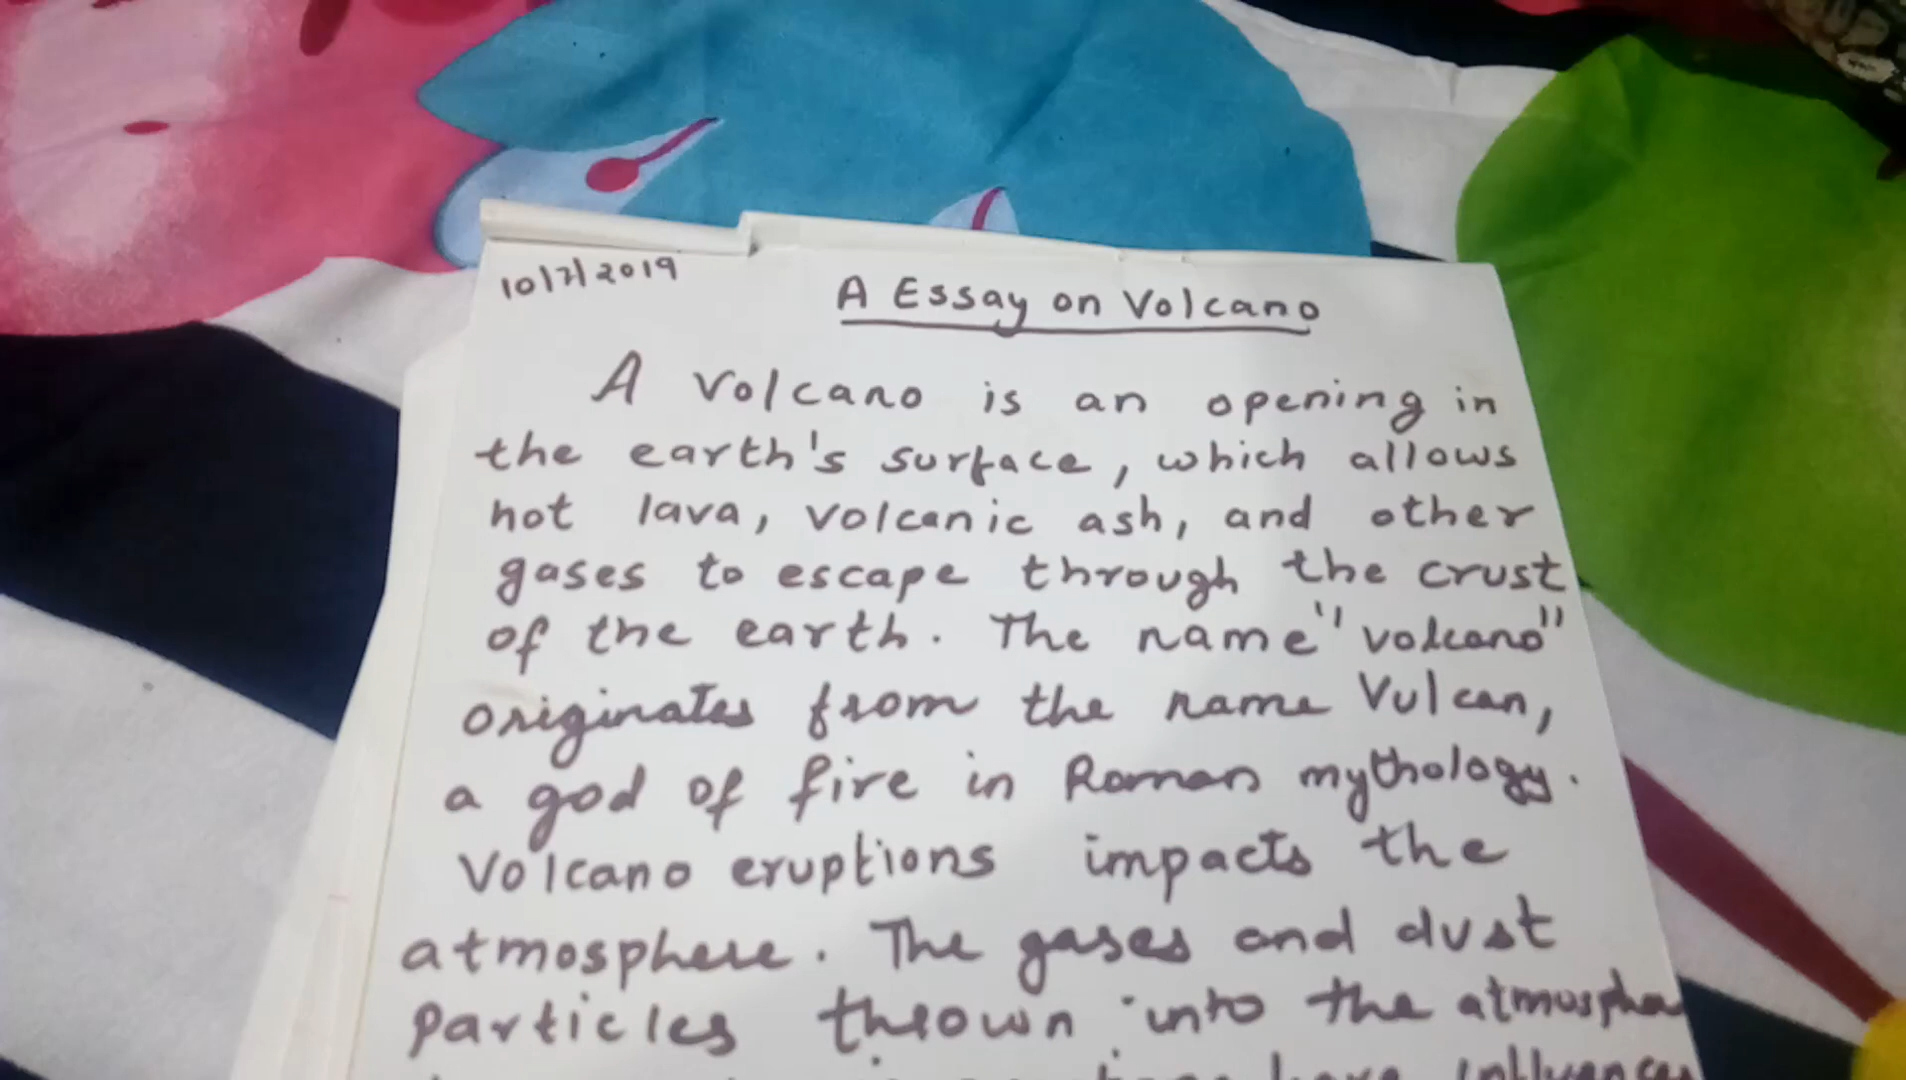 10/7/2019
A Essay on Volcano
A Volcano is an opening in
the earth's surface, which allows
hot lava, volcanic ash, and other
gases to escape through the crust
of the earth. The name "volcano"
originates from the name Vulcan,
a god of fire in Roman mythology.
Volcano eruptions impacts the
atmosphere. The gases and dust
particles thrown into the
have influences